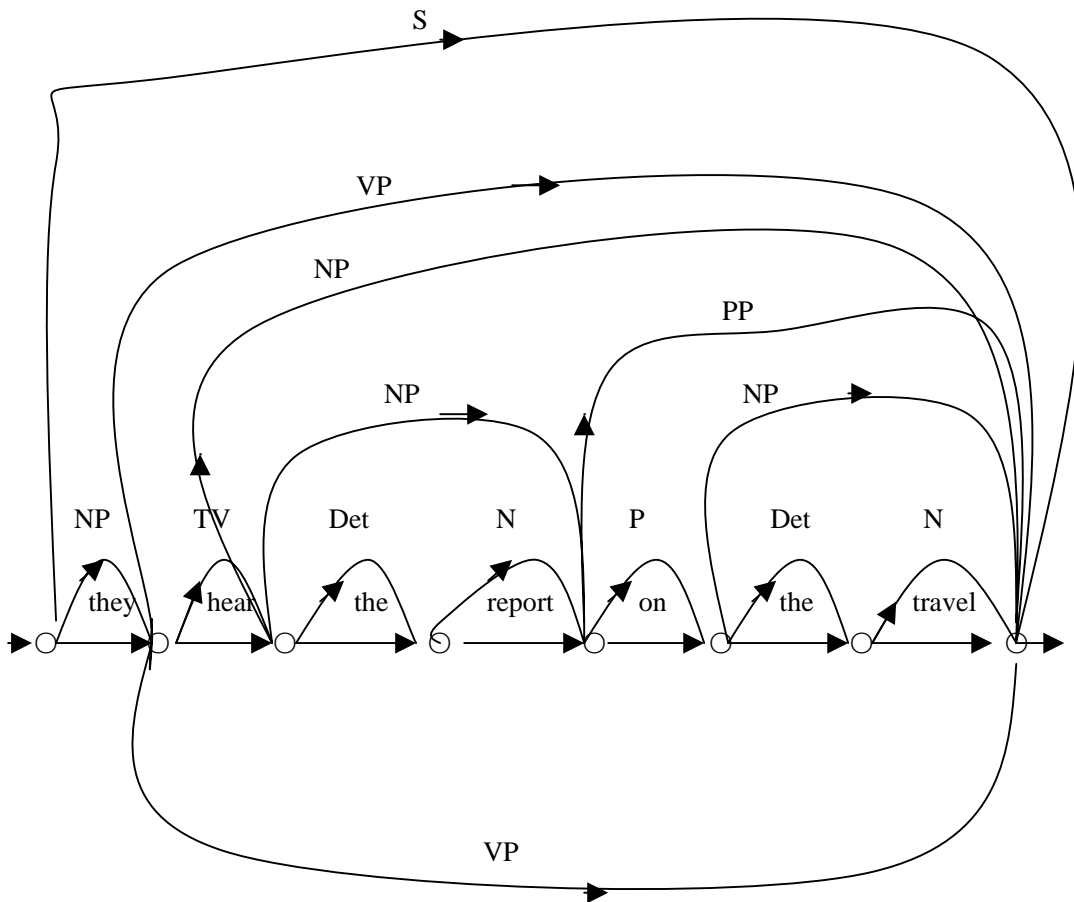 S
VP
NP
PP
NP NP
NP TV Det N P Det N
they hear the report on the travel
VP